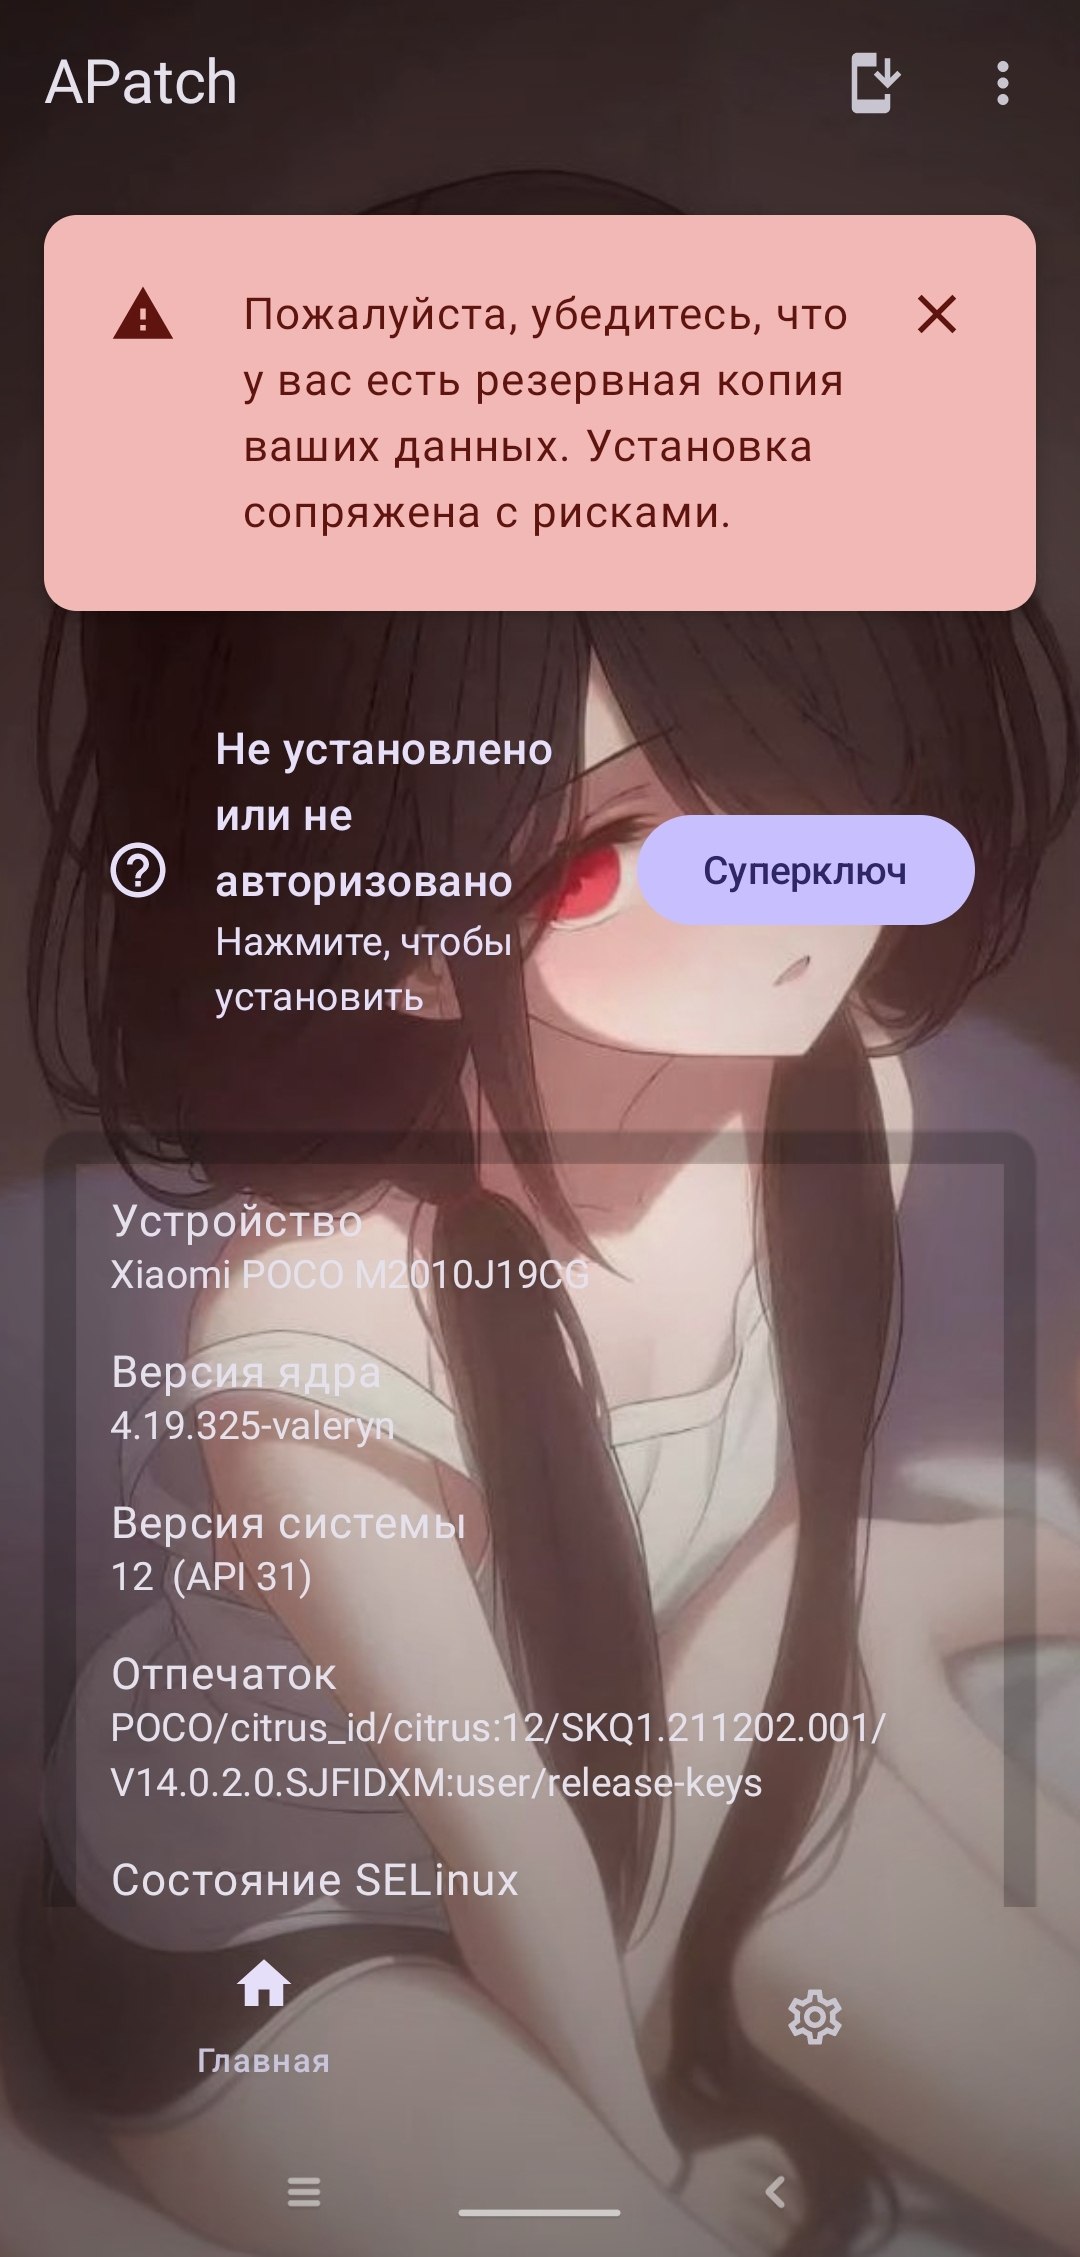 APatch
Пожалуйста, убедитесь, что
у вас есть резервная копия
ваших данных. Установка
сопряжена с рисками.
Не установлено
или не
авторизовано
Нажмите, чтобы
установить
Суперключ
Устройство
Xiaomi POCO M2010J19CG
Версия ядра
4.19.325-valeryn
Версия системы
12 (API 31)
Отпечаток
POCO/citrus_id/citrus:12/SKQ1.211202.001/
V14.0.2.0.SJFIDXM:user/release-keys
Состояние SELinux
Главная